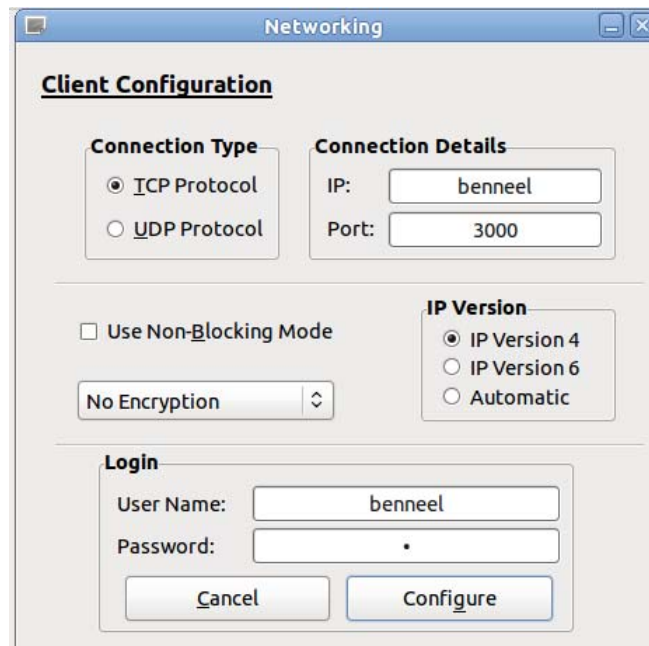 Networking
Client Configuration
Connection Type
TCP Protocol
UDP Protocol
Connection Details
IP: benneel
Port: 3000
Use Non-Blocking Mode
No Encryption
IP Version
IP Version 4
IP Version 6
Automatic
Login
User Name: benneel
Password: •
Cancel Configure